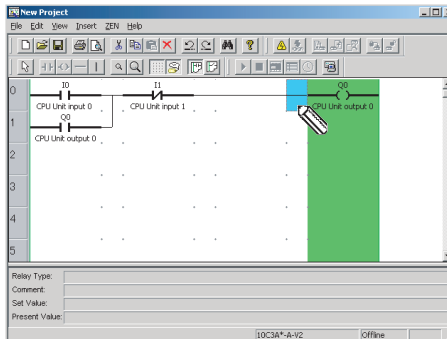 New Project
File Edit View Insert ZEN Help
0 I0 I1 Q0
CPU Unit input 0 CPU Unit input 1 CPU Unit output 0
1 Q0
CPU Unit output 0
2
3
4
5
Relay Type:
Comment:
Set Value:
Present Value:
10C3A*-A-V2 Offline